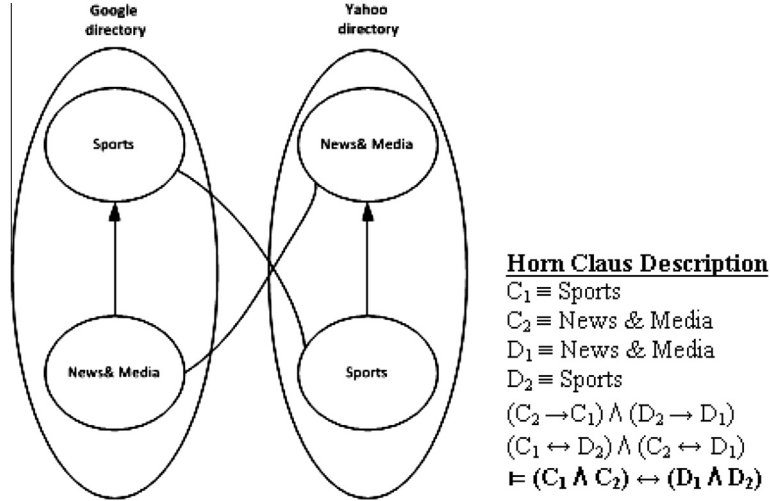 Google
directory
Yahoo
directory
Sports
News& Media
News& Media
Sports
Horn Claus Description
C₁ ≡ Sports
C₂ ≡ News & Media
D₁ ≡ News & Media
D₂ ≡ Sports
(C₂ →C₁) Λ (D₂ → D₁)
(C₁ ↔ D₂) Λ (C₂ ↔ D₁)
⊨ (C₁ Λ C₂) ↔ (D₁ Λ D₂)